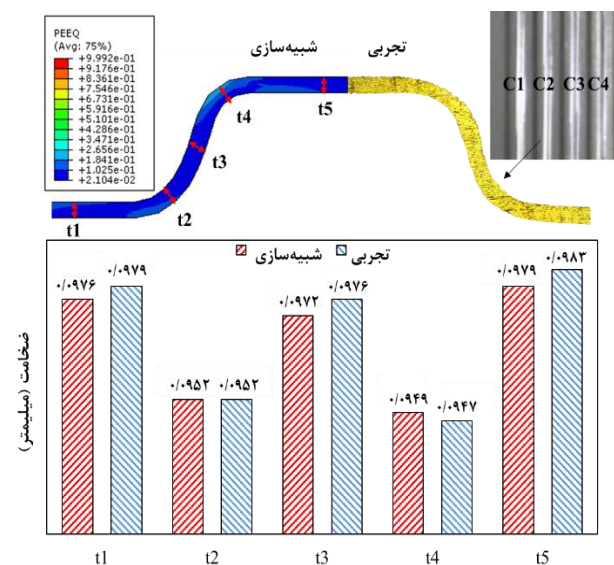 PEEQ
(Avg: 75%)
+9.992e-01
+9.176e-01
+8.361e-01
+7.546e-01
+6.731e-01
+5.916e-01
+5.101e-01
+4.286e-01
+3.471e-01
+2.656e-01
+1.841e-01
+1.025e-01
+2.104e-02
شبیه‌سازی
تجربی
C1 C2 C3 C4
t1
t2
t3
t4
t5
شبیه‌سازی
تجربی
ضخامت (میلیمتر)
۰/۰۹۷۶ ۰/۰۹۷۹
۰/۰۹۵۲ ۰/۰۹۵۲
۰/۰۹۷۲ ۰/۰۹۷۶
۰/۰۹۴۹ ۰/۰۹۴۷
۰/۰۹۷۹ ۰/۰۹۸۳
t1 t2 t3 t4 t5